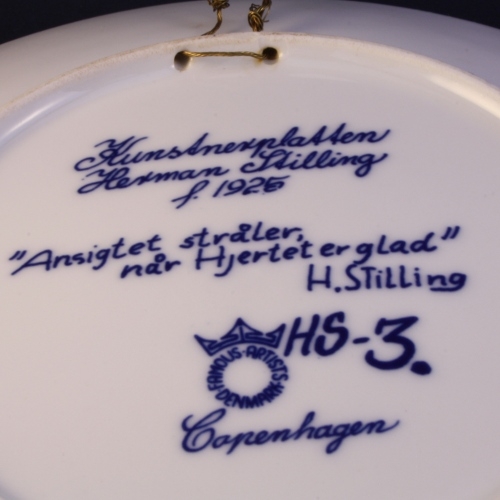 Kunstnerplatten
Herman Stilling
f. 1925
"Ansigtet stråler,
når Hjertet er glad"
H. Stilling
FAMOUS-ARTISTS DENMARK
HS-3.
Copenhagen